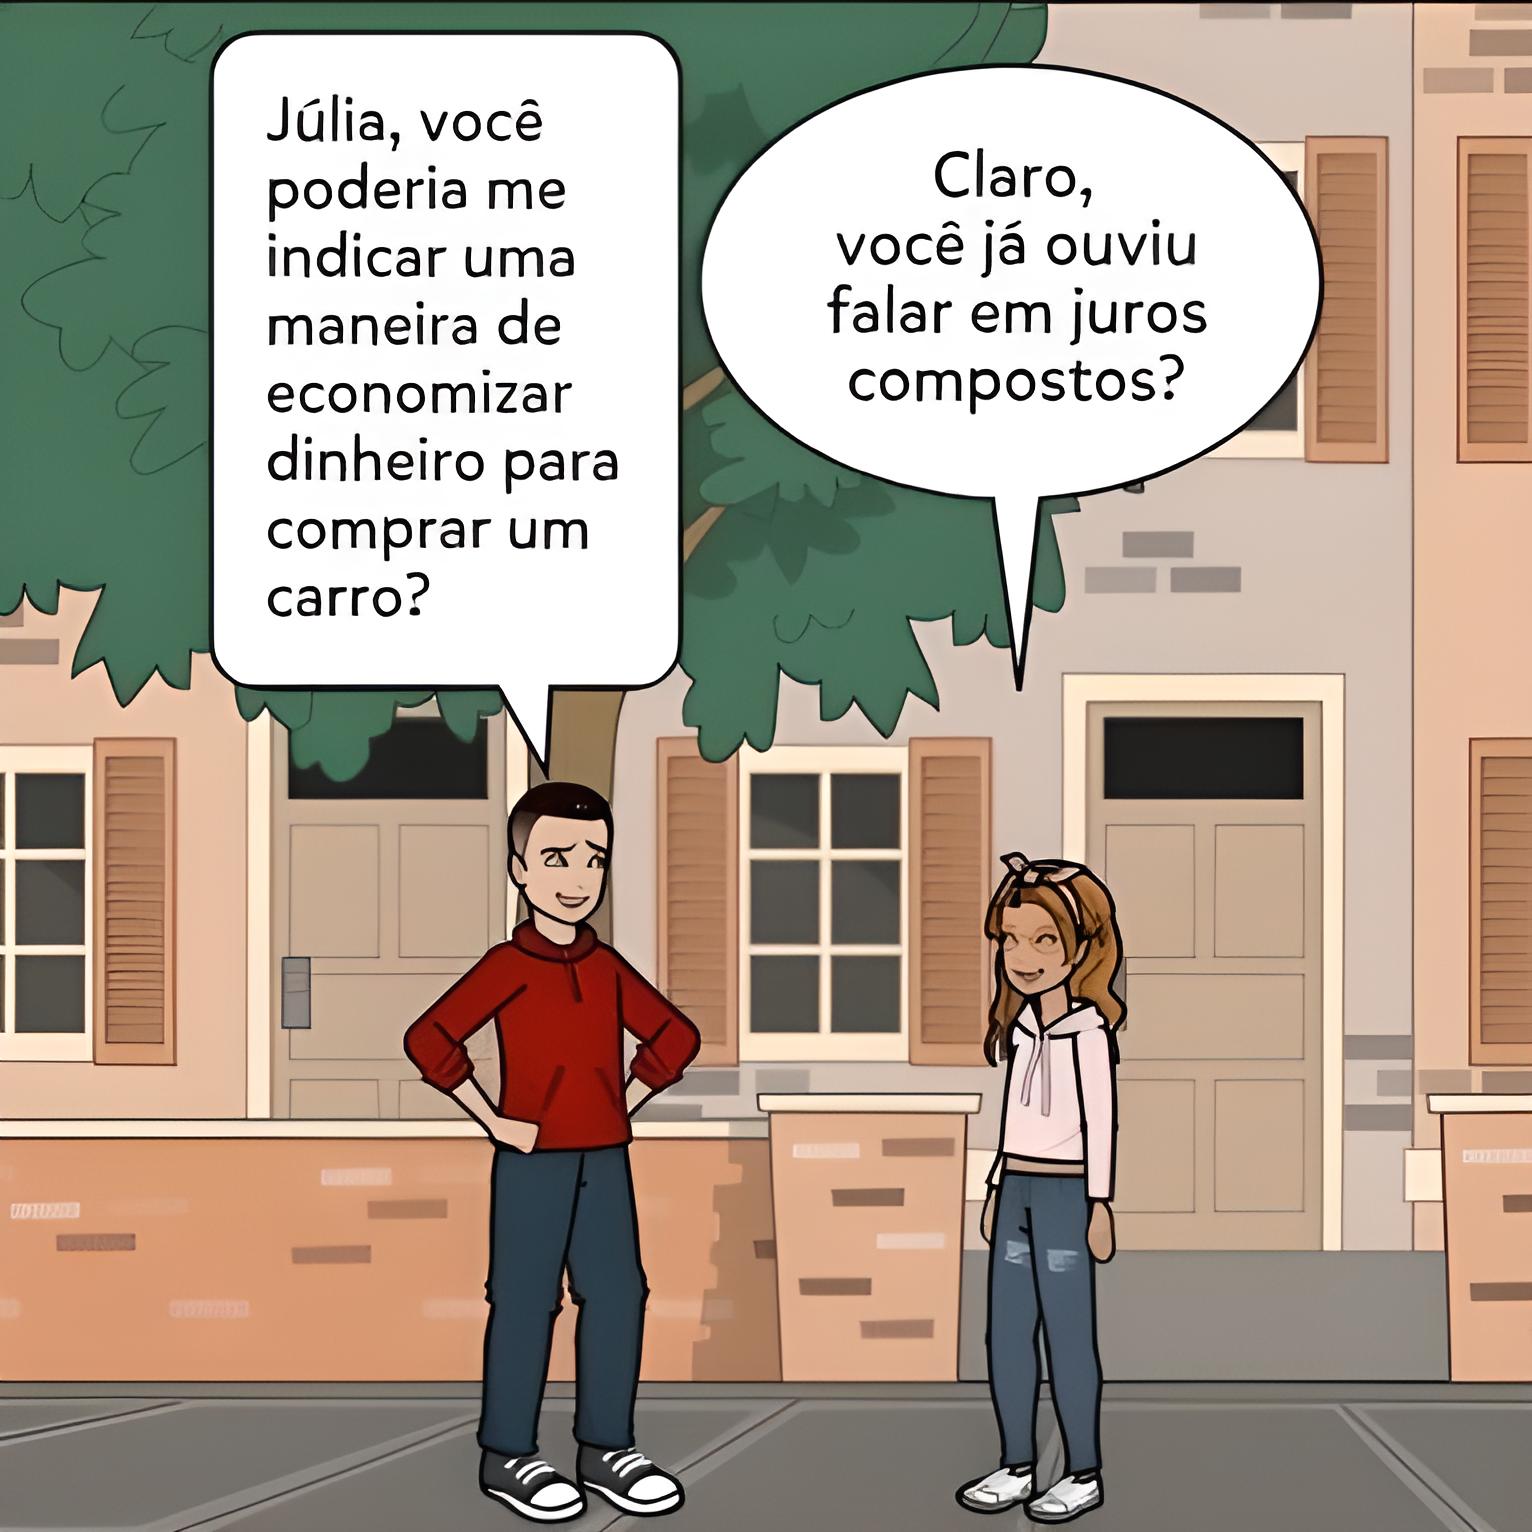 Júlia, você
poderia me
indicar uma
maneira de
economizar
dinheiro para
comprar um
carro?
Claro,
você já ouviu
falar em juros
compostos?